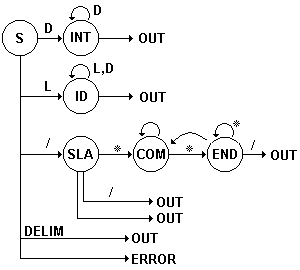 D
S D INT OUT
L,D
L ID OUT
*
/ SLA * COM * END / OUT
/ OUT
OUT
DELIM OUT
ERROR